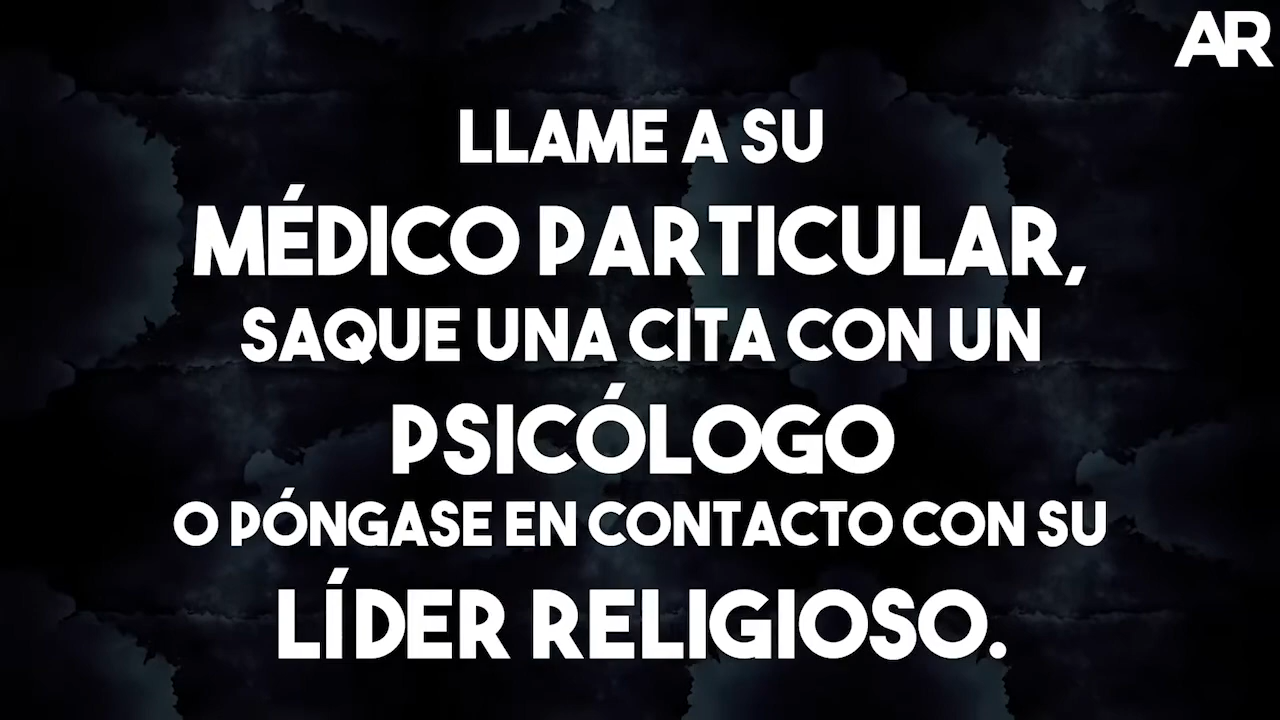 AR
LLAME A SU
MÉDICO PARTICULAR,
SAQUE UNA CITA CON UN
PSICÓLOGO
O PÓNGASE EN CONTACTO CON SU
LÍDER RELIGIOSO.